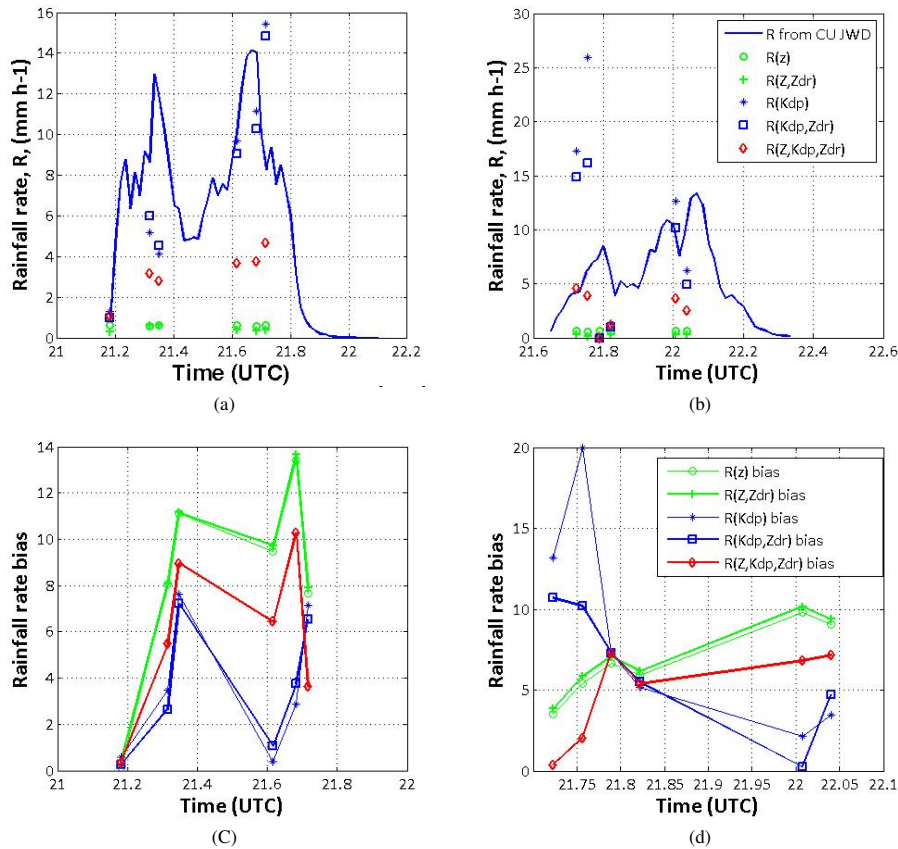 Rainfall rate, R, (mm h-1)
16
14
12
10
8
6
4
2
0
21
21.2
21.4
21.6
21.8
22
22.2
Time (UTC)
(a)
Rainfall rate, R, (mm h-1)
30
25
20
15
10
5
0
21.6
21.8
22
22.2
22.4
22.6
Time (UTC)
R from CU JWD
R(z)
R(Z,Zdr)
R(Kdp)
R(Kdp,Zdr)
R(Z,Kdp,Zdr)
(b)
Rainfall rate bias
14
12
10
8
6
4
2
0
21
21.2
21.4
21.6
21.8
22
Time (UTC)
(C)
Rainfall rate bias
20
15
10
5
0
21.75
21.8
21.85
21.9
21.95
22
22.05
22.1
Time (UTC)
R(z) bias
R(Z,Zdr) bias
R(Kdp) bias
R(Kdp,Zdr) bias
R(Z,Kdp,Zdr) bias
(d)